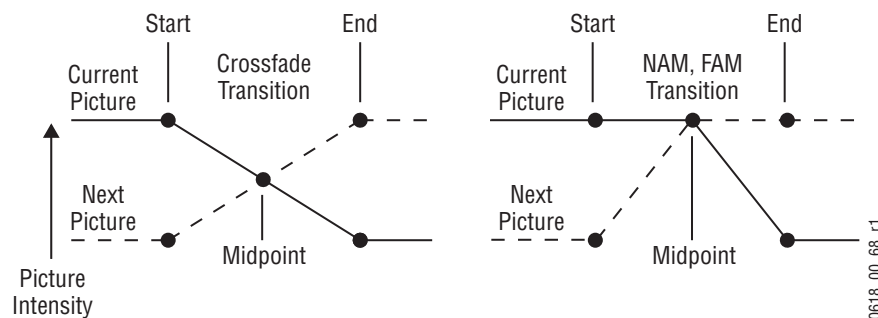 Start
End
Current
Picture
Crossfade
Transition
Next
Picture
Midpoint
Picture
Intensity
Start
End
Current
Picture
NAM, FAM
Transition
Next
Picture
Midpoint
0618_00_68_r1